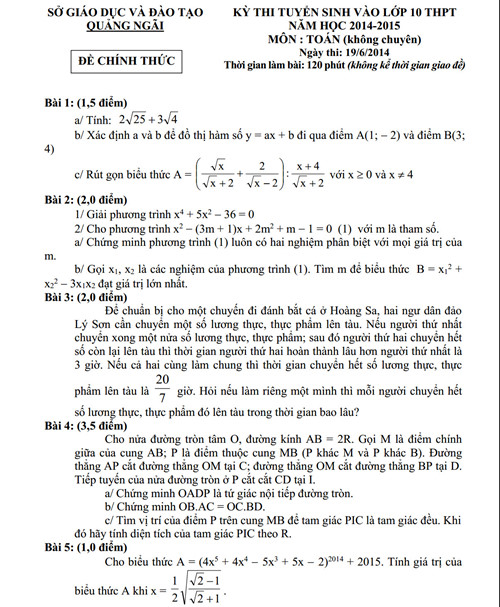 SỞ GIÁO DỤC VÀ ĐÀO TẠO
QUẢNG NGÃI
ĐỀ CHÍNH THỨC
KỲ THI TUYỂN SINH VÀO LỚP 10 THPT
NĂM HỌC 2014-2015
MÔN : TOÁN (không chuyên)
Ngày thi: 19/6/2014
Thời gian làm bài: 120 phút (không kể thời gian giao đề)
Bài 1: (1,5 điểm)
a/ Tính: 2√25 + 3√4
b/ Xác định a và b để đồ thị hàm số y = ax + b đi qua điểm A(1; – 2) và điểm B(3;
4)
c/ Rút gọn biểu thức A = (√x/(√x + 2) + 2/(√x – 2)) : (x + 4)/(√x + 2) với x ≥ 0 và x ≠ 4
Bài 2: (2,0 điểm)
1/ Giải phương trình x⁴ + 5x² – 36 = 0
2/ Cho phương trình x² – (3m + 1)x + 2m² + m – 1 = 0 (1) với m là tham số.
a/ Chứng minh phương trình (1) luôn có hai nghiệm phân biệt với mọi giá trị của
m.
b/ Gọi x₁, x₂ là các nghiệm của phương trình (1). Tìm m để biểu thức B = x₁² +
x₂² – 3x₁x₂ đạt giá trị lớn nhất.
Bài 3: (2,0 điểm)
Để chuẩn bị cho một chuyến đi đánh bắt cá ở Hoàng Sa, hai ngư dân đảo
Lý Sơn cần chuyển một số lương thực, thực phẩm lên tàu. Nếu người thứ nhất
chuyển xong một nửa số lương thực, thực phẩm; sau đó người thứ hai chuyển hết
số còn lại lên tàu thì thời gian người thứ hai hoàn thành lâu hơn người thứ nhất là
3 giờ. Nếu cả hai cùng làm chung thì thời gian chuyển hết số lương thực, thực
phẩm lên tàu là 20/7 giờ. Hỏi nếu làm riêng một mình thì mỗi người chuyển hết
số lương thực, thực phẩm đó lên tàu trong thời gian bao lâu?
Bài 4: (3,5 điểm)
Cho nửa đường tròn tâm O, đường kính AB = 2R. Gọi M là điểm chính
giữa của cung AB; P là điểm thuộc cung MB (P khác M và P khác B). Đường
thẳng AP cắt đường thẳng OM tại C; đường thẳng OM cắt đường thẳng BP tại D.
Tiếp tuyến của nửa đường tròn ở P cắt cắt CD tại I.
a/ Chứng minh OADP là tứ giác nội tiếp đường tròn.
b/ Chứng minh OB.AC = OC.BD.
c/ Tìm vị trí của điểm P trên cung MB để tam giác PIC là tam giác đều. Khi
đó hãy tính diện tích của tam giác PIC theo R.
Bài 5: (1,0 điểm)
Cho biểu thức A = (4x⁵ + 4x⁴ – 5x³ + 5x – 2)²⁰¹⁴ + 2015. Tính giá trị của
biểu thức A khi x = 1/2 √((√2 – 1)/(√2 + 1)).